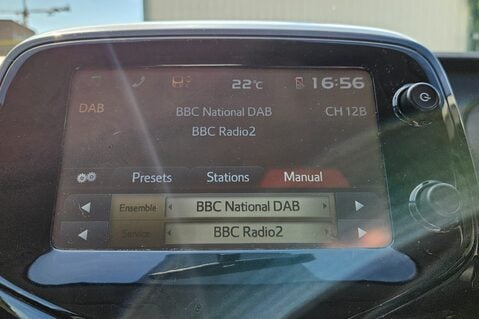 22°C 16:56
DAB BBC National DAB CH 12B
BBC Radio2
Presets Stations Manual
Ensemble BBC National DAB
Service BBC Radio2